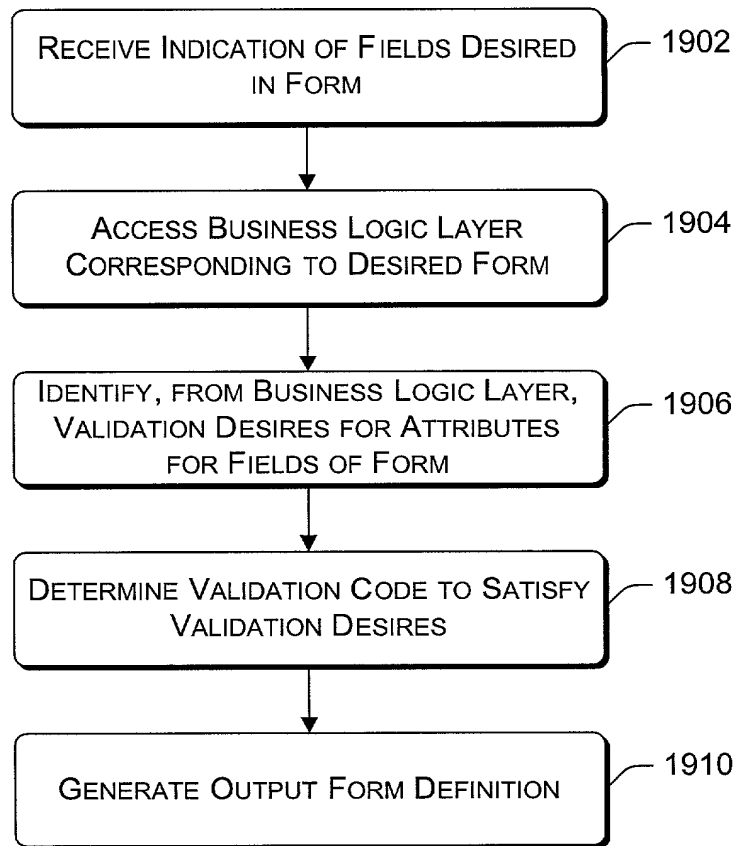 RECEIVE INDICATION OF FIELDS DESIRED
IN FORM
1902
ACCESS BUSINESS LOGIC LAYER
CORRESPONDING TO DESIRED FORM
1904
IDENTIFY, FROM BUSINESS LOGIC LAYER,
VALIDATION DESIRES FOR ATTRIBUTES
FOR FIELDS OF FORM
1906
DETERMINE VALIDATION CODE TO SATISFY
VALIDATION DESIRES
1908
GENERATE OUTPUT FORM DEFINITION
1910